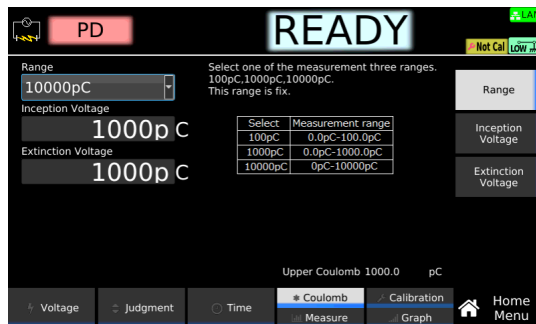 PD
READY
LAN
Not Cal
LOW
Range
10000pC
Inception Voltage
1000p C
Extinction Voltage
1000p C
Select one of the measurement three ranges.
100pC,1000pC,10000pC.
This range is fix.
Select Measurement range
100pC 0.0pC-100.0pC
1000pC 0.0pC-1000.0pC
10000pC 0pC-10000pC
Upper Coulomb 1000.0 pC
Range
Inception
Voltage
Extinction
Voltage
Voltage
Judgment
Time
Coulomb
Measure
Calibration
Graph
Home
Menu